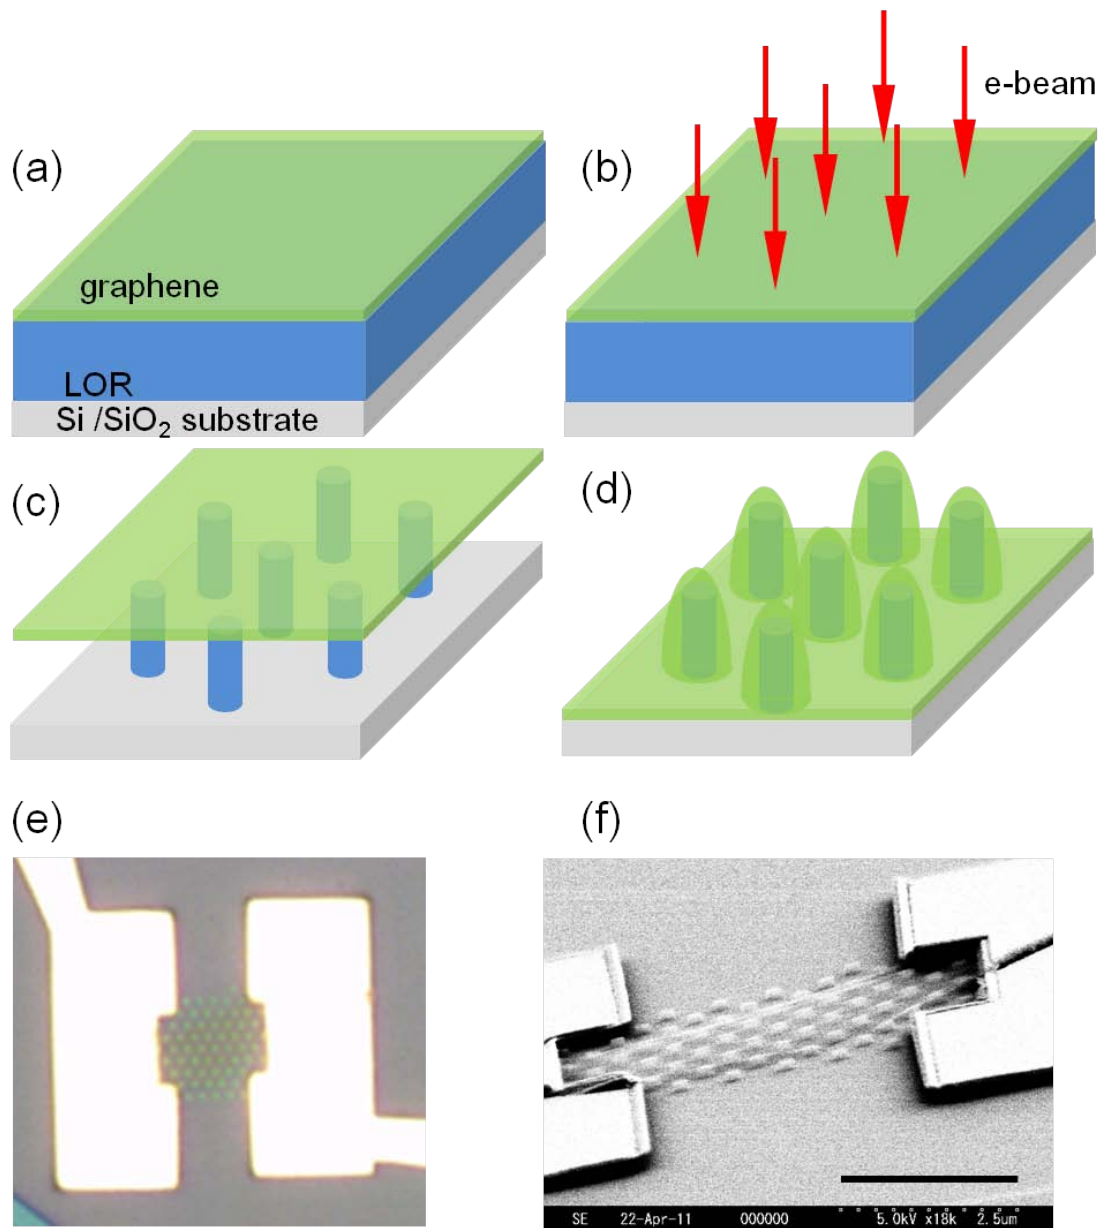 (a)
graphene
LOR
Si /SiO₂ substrate
(b)
e-beam
(c)
(d)
(e)
(f)
SE 22-Apr-11 000000 5.0kV x18k 2.5um